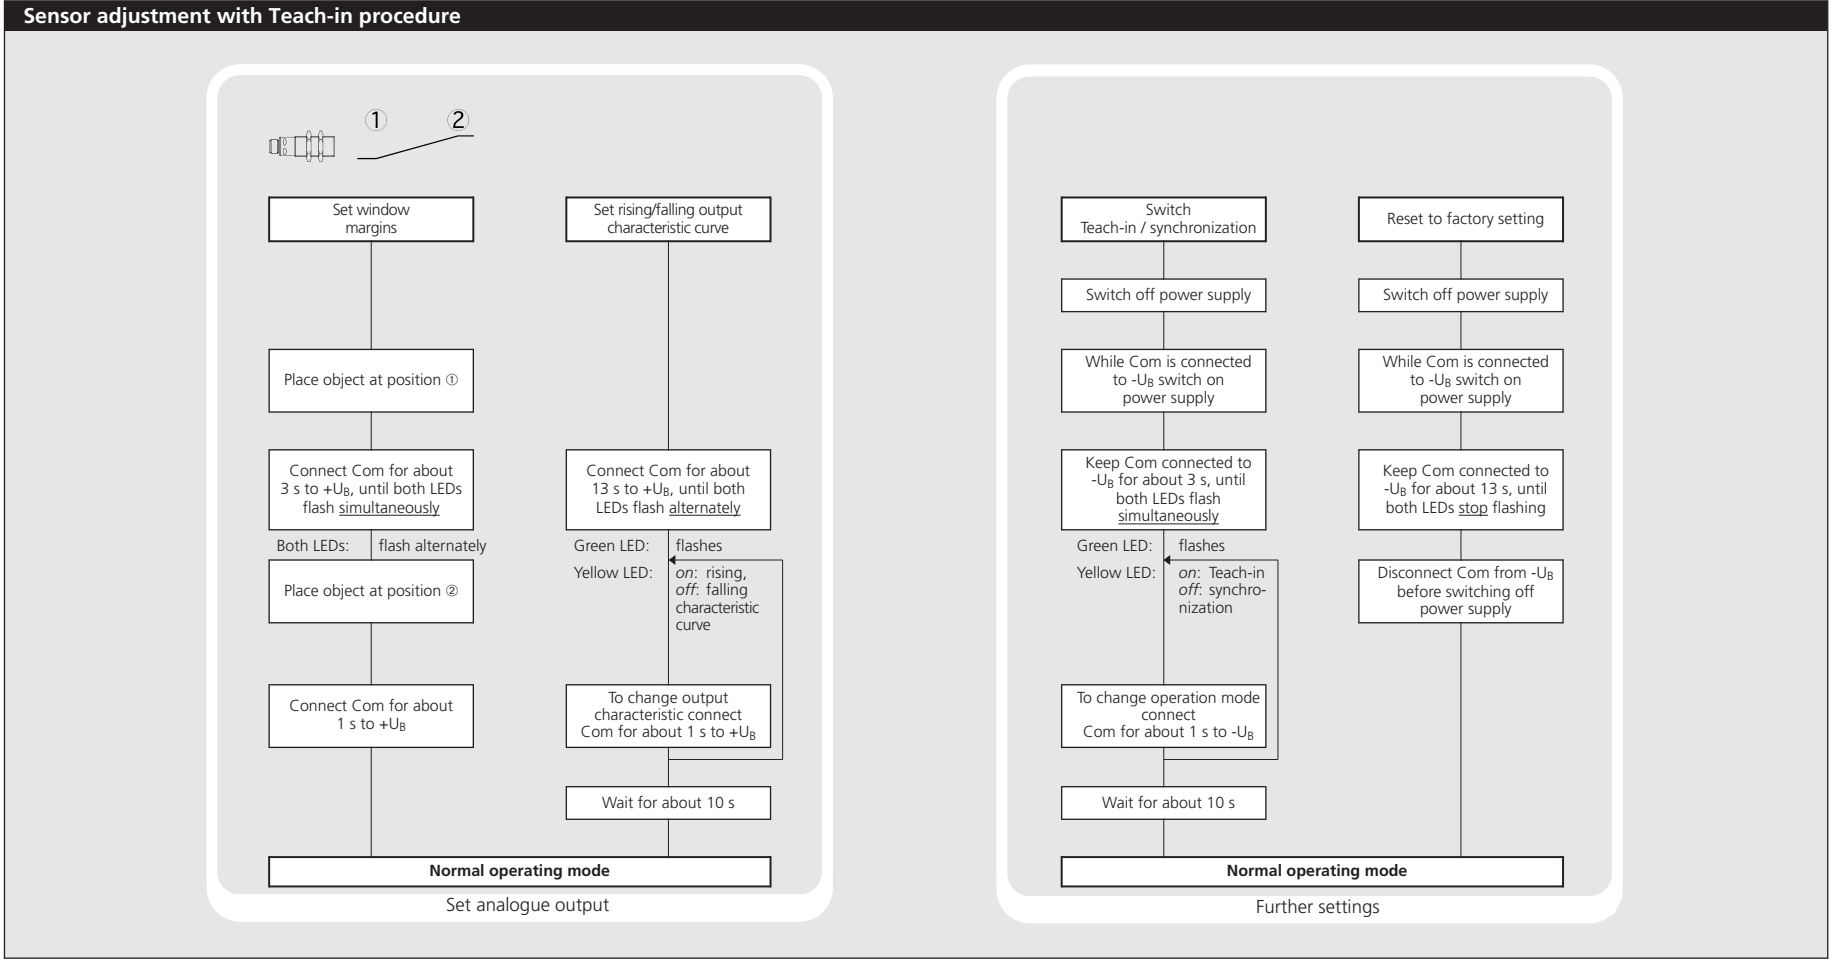 Sensor adjustment with Teach-in procedure
① ②
Set window
margins
Place object at position ①
Connect Com for about
3 s to +UB, until both LEDs
flash simultaneously
Both LEDs: flash alternately
Place object at position ②
Connect Com for about
1 s to +UB
Set rising/falling output
characteristic curve
Connect Com for about
13 s to +UB, until both
LEDs flash alternately
Green LED: flashes
Yellow LED: on: rising,
off: falling
characteristic
curve
To change output
characteristic connect
Com for about 1 s to +UB
Wait for about 10 s
Normal operating mode
Set analogue output
Switch
Teach-in / synchronization
Switch off power supply
While Com is connected
to -UB switch on
power supply
Keep Com connected to
-UB for about 3 s, until
both LEDs flash
simultaneously
Green LED: flashes
Yellow LED: on: Teach-in
off: synchro-
nization
To change operation mode
connect
Com for about 1 s to -UB
Wait for about 10 s
Reset to factory setting
Switch off power supply
While Com is connected
to -UB switch on
power supply
Keep Com connected to
-UB for about 13 s, until
both LEDs stop flashing
Disconnect Com from -UB
before switching off
power supply
Normal operating mode
Further settings